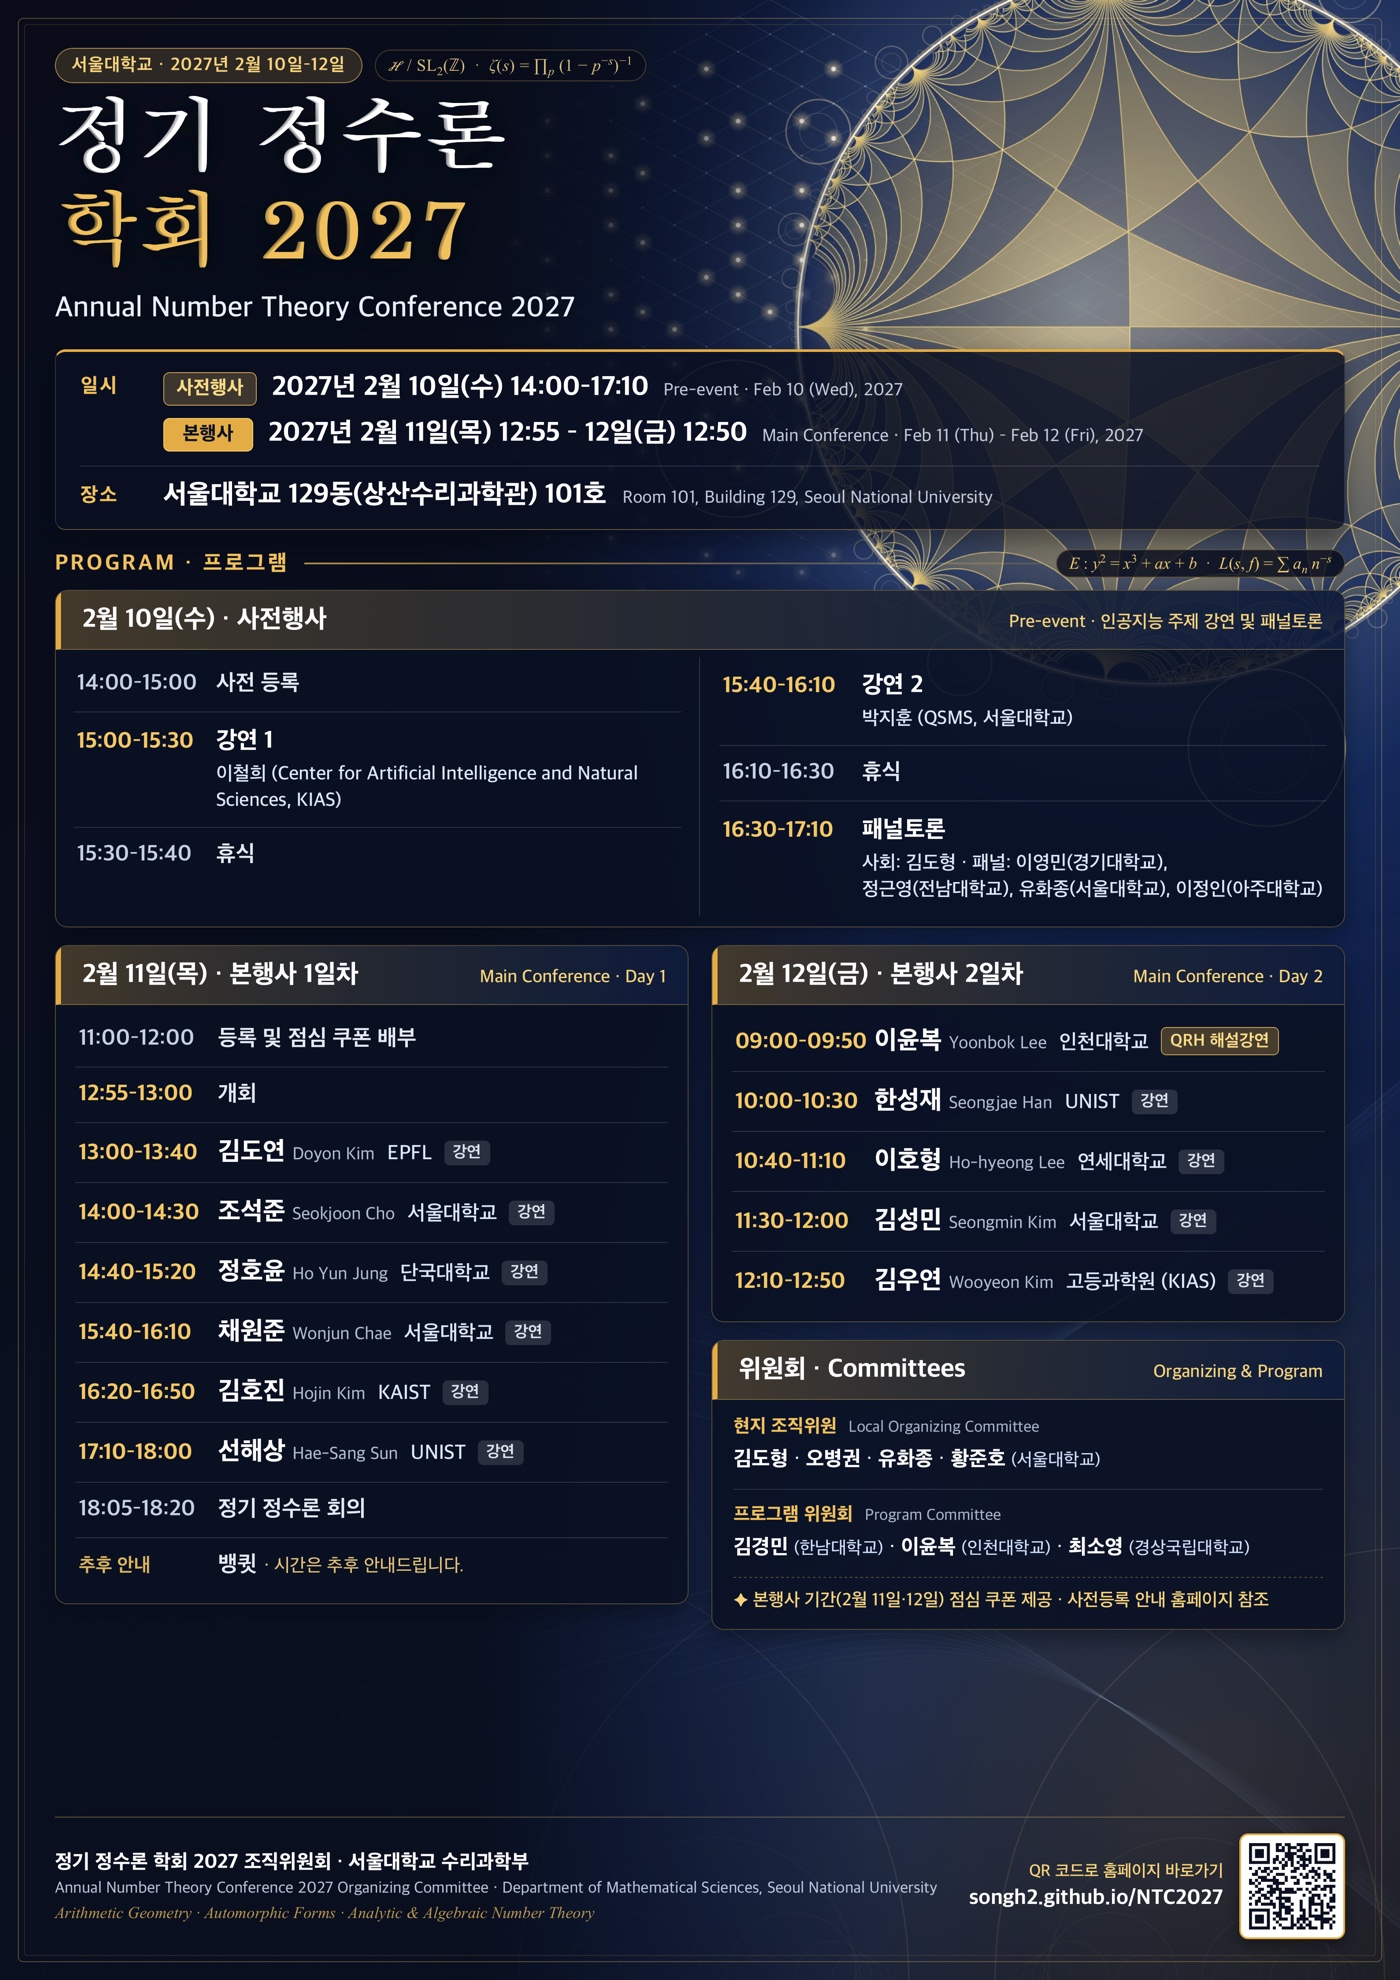 서울대학교 · 2027년 2월 10일-12일
ℋ / SL₂(ℤ) · ζ(s) = ∏ₚ (1 − p⁻ˢ)⁻¹
정기 정수론
학회 2027
Annual Number Theory Conference 2027
일시 사전행사 2027년 2월 10일(수) 14:00-17:10 Pre-event · Feb 10 (Wed), 2027
본행사 2027년 2월 11일(목) 12:55 - 12일(금) 12:50 Main Conference · Feb 11 (Thu) - Feb 12 (Fri), 2027
장소 서울대학교 129동(상산수리과학관) 101호 Room 101, Building 129, Seoul National University
PROGRAM · 프로그램
E : y² = x³ + ax + b · L(s, f) = ∑ aₙ n⁻ˢ
2월 10일(수) · 사전행사 Pre-event · 인공지능 주제 강연 및 패널토론
14:00-15:00 사전 등록
15:00-15:30 강연 1
이철희 (Center for Artificial Intelligence and Natural
Sciences, KIAS)
15:30-15:40 휴식
15:40-16:10 강연 2
박지훈 (QSMS, 서울대학교)
16:10-16:30 휴식
16:30-17:10 패널토론
사회: 김도형 · 패널: 이영민(경기대학교),
정근영(전남대학교), 유화종(서울대학교), 이정인(아주대학교)
2월 11일(목) · 본행사 1일차 Main Conference · Day 1
11:00-12:00 등록 및 점심 쿠폰 배부
12:55-13:00 개회
13:00-13:40 김도연 Doyon Kim EPFL 강연
14:00-14:30 조석준 Seokjoon Cho 서울대학교 강연
14:40-15:20 정호윤 Ho Yun Jung 단국대학교 강연
15:40-16:10 채원준 Wonjun Chae 서울대학교 강연
16:20-16:50 김호진 Hojin Kim KAIST 강연
17:10-18:00 선해상 Hae-Sang Sun UNIST 강연
18:05-18:20 정기 정수론 회의
추후 안내 뱅큇 · 시간은 추후 안내드립니다.
2월 12일(금) · 본행사 2일차 Main Conference · Day 2
09:00-09:50 이윤복 Yoonbok Lee 인천대학교 QRH 해설강연
10:00-10:30 한성재 Seongjae Han UNIST 강연
10:40-11:10 이호형 Ho-hyeong Lee 연세대학교 강연
11:30-12:00 김성민 Seongmin Kim 서울대학교 강연
12:10-12:50 김우연 Wooyeon Kim 고등과학원 (KIAS) 강연
위원회 · Committees Organizing & Program
현지 조직위원 Local Organizing Committee
김도형 · 오병권 · 유화종 · 황준호 (서울대학교)
프로그램 위원회 Program Committee
김경민 (한남대학교) · 이윤복 (인천대학교) · 최소영 (경상국립대학교)
✦ 본행사 기간(2월 11일·12일) 점심 쿠폰 제공 · 사전등록 안내 홈페이지 참조
정기 정수론 학회 2027 조직위원회 · 서울대학교 수리과학부
Annual Number Theory Conference 2027 Organizing Committee · Department of Mathematical Sciences, Seoul National University
Arithmetic Geometry · Automorphic Forms · Analytic & Algebraic Number Theory
QR 코드로 홈페이지 바로가기
songh2.github.io/NTC2027